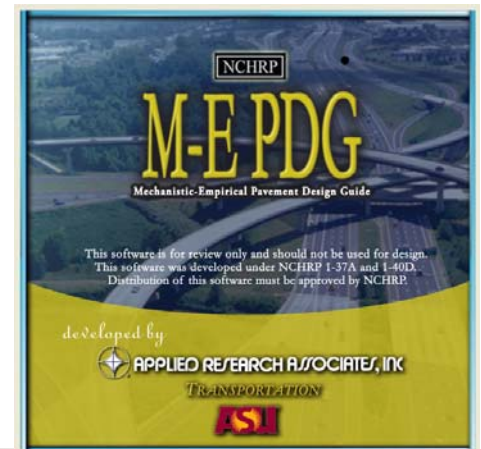 NCHRP
M-E PDG
Mechanistic-Empirical Pavement Design Guide
This software is for review only and should not be used for design.
This software was developed under NCHRP 1-37A and 1-40D.
Distribution of this software must be approved by NCHRP.
developed by
APPLIED RESEARCH ASSOCIATES, INC
TRANSPORTATION
ASU